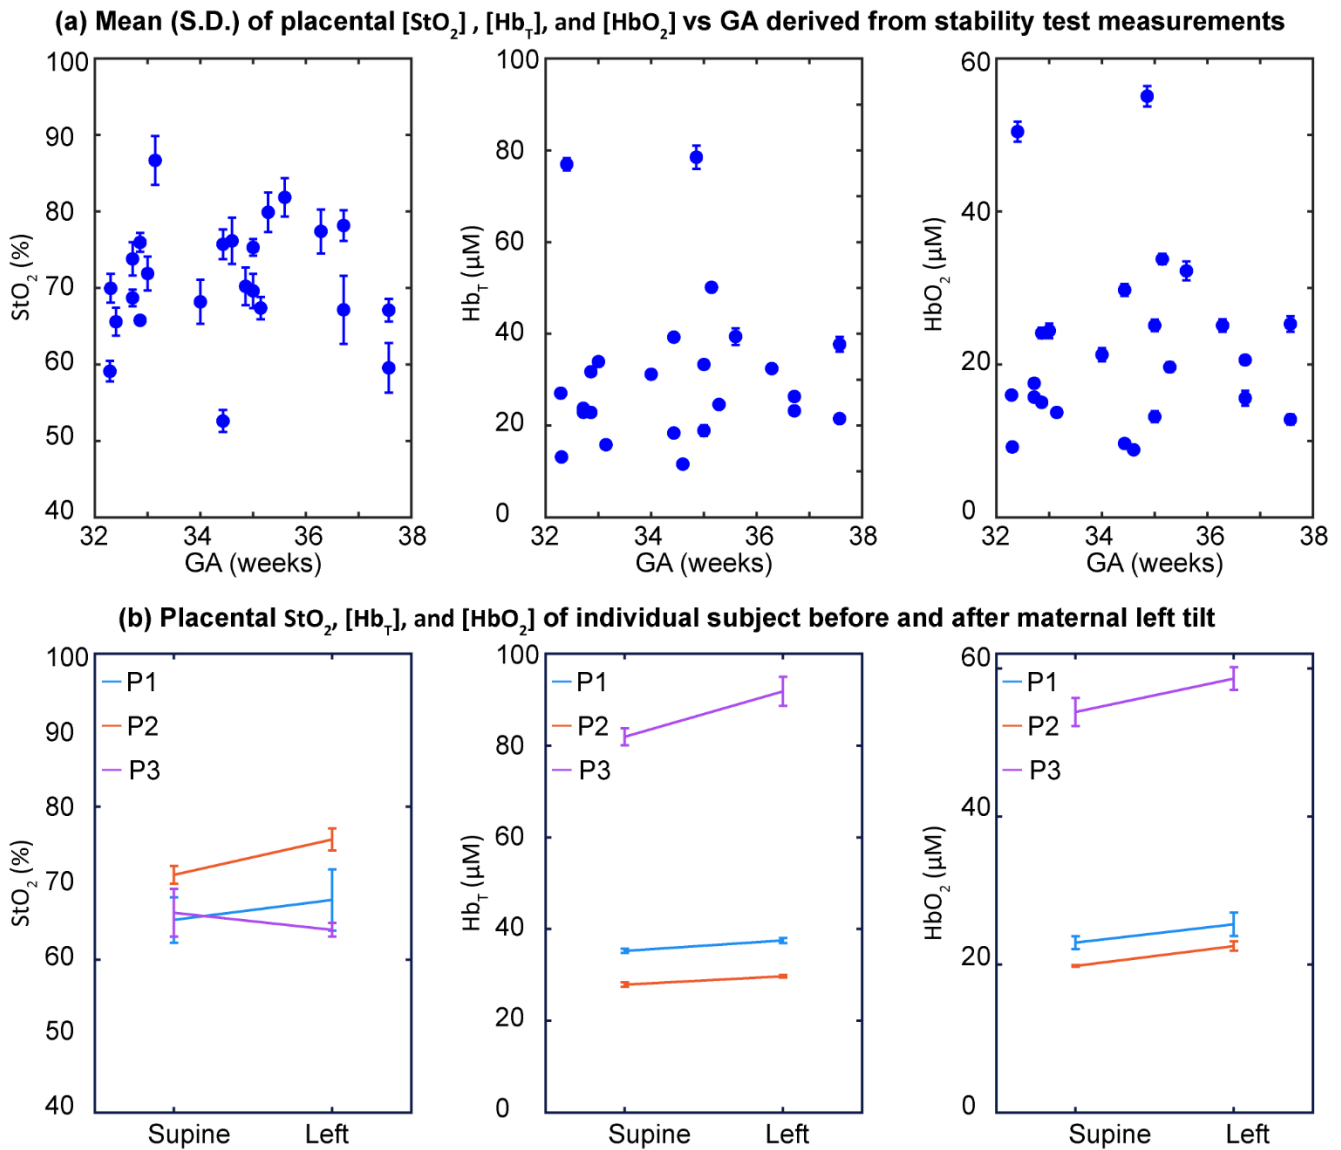 (a) Mean (S.D.) of placental [StO₂] , [Hb_T], and [HbO₂] vs GA derived from stability test measurements
100
90
80
70
60
50
40
StO₂ (%)
32
34
36
38
GA (weeks)
100
80
60
40
20
0
Hb_T (µM)
32
34
36
38
GA (weeks)
60
40
20
0
HbO₂ (µM)
32
34
36
38
GA (weeks)
(b) Placental StO₂, [Hb_T], and [HbO₂] of individual subject before and after maternal left tilt
100
90
80
70
60
50
40
StO₂ (%)
P1
P2
P3
Supine
Left
100
80
60
40
20
0
Hb_T (µM)
P1
P2
P3
Supine
Left
60
40
20
0
HbO₂ (µM)
P1
P2
P3
Supine
Left